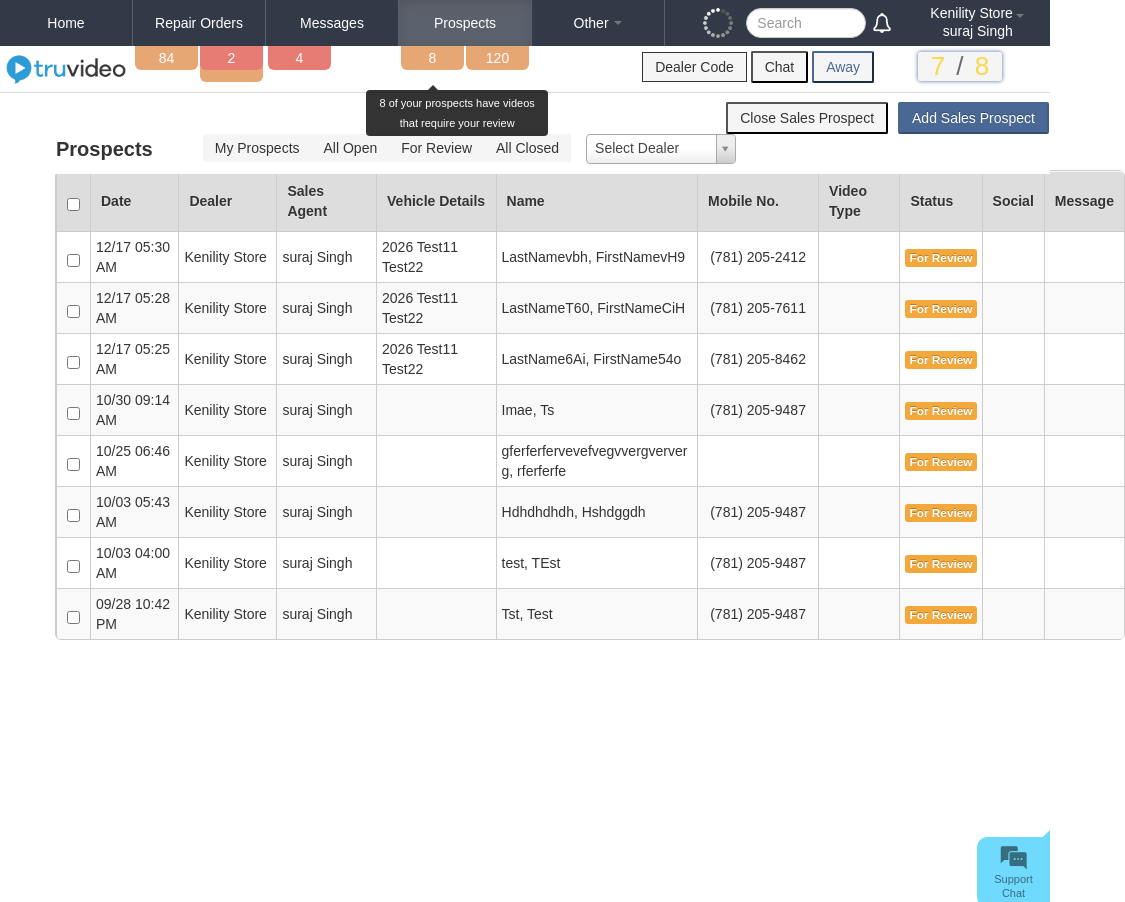 Home Repair Orders Messages Prospects Other Search Kenility Store
suraj Singh
truvideo 84 2 4 8 120 Dealer Code Chat Away 7 / 8
8 of your prospects have videos
that require your review
Close Sales Prospect Add Sales Prospect
Prospects My Prospects All Open For Review All Closed Select Dealer
Date Dealer Sales Agent Vehicle Details Name Mobile No. Video Type Status Social Message
12/17 05:30 AM Kenility Store suraj Singh 2026 Test11 Test22 LastNamevbh, FirstNamevH9 (781) 205-2412 For Review
12/17 05:28 AM Kenility Store suraj Singh 2026 Test11 Test22 LastNameT60, FirstNameCiH (781) 205-7611 For Review
12/17 05:25 AM Kenility Store suraj Singh 2026 Test11 Test22 LastName6Ai, FirstName54o (781) 205-8462 For Review
10/30 09:14 AM Kenility Store suraj Singh Imae, Ts (781) 205-9487 For Review
10/25 06:46 AM Kenility Store suraj Singh gferferfervevefvegvvergverver g, rferferfe For Review
10/03 05:43 AM Kenility Store suraj Singh Hdhdhdhdh, Hshdggdh (781) 205-9487 For Review
10/03 04:00 AM Kenility Store suraj Singh test, TEst (781) 205-9487 For Review
09/28 10:42 PM Kenility Store suraj Singh Tst, Test (781) 205-9487 For Review
Support
Chat